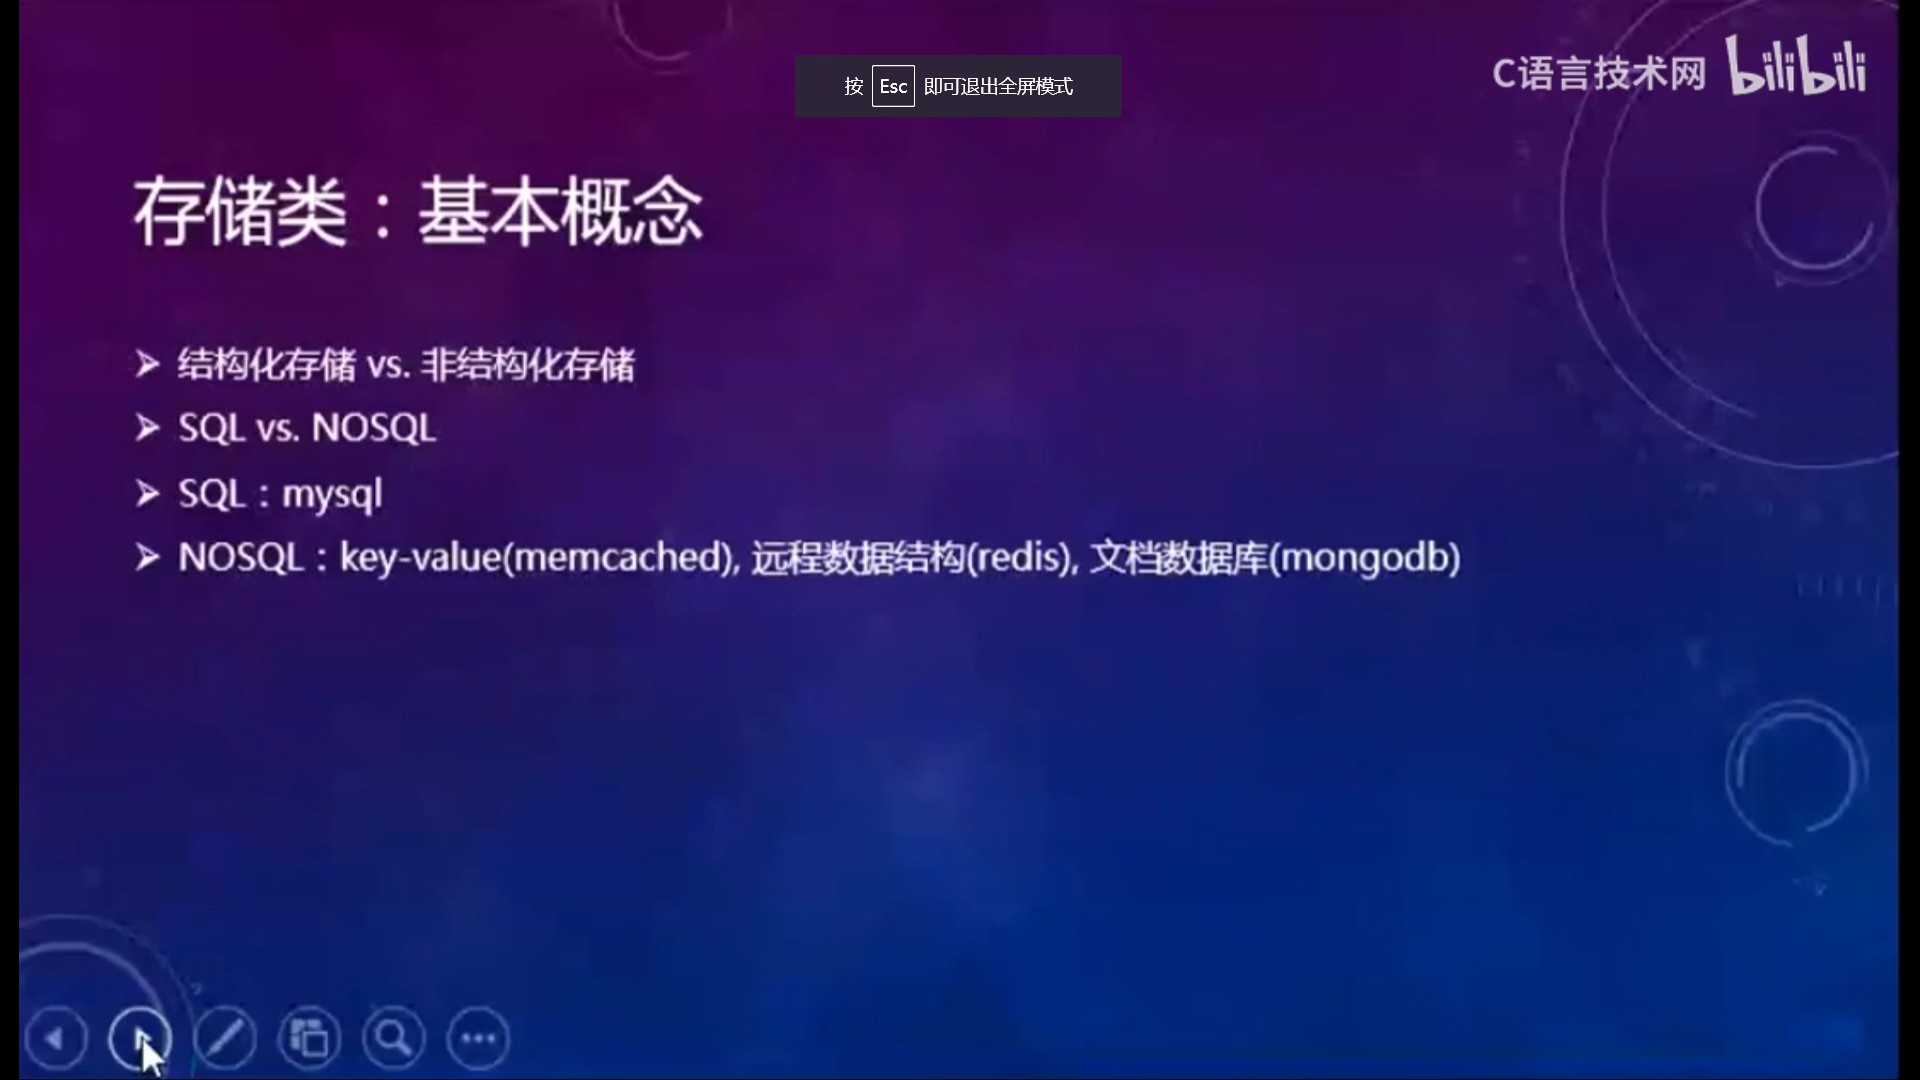 按 Esc 即可退出全屏模式
C语言技术网 bilibili
存储类：基本概念
➢ 结构化存储 vs. 非结构化存储
➢ SQL vs. NOSQL
➢ SQL：mysql
➢ NOSQL：key-value(memcached), 远程数据结构(redis), 文档数据库(mongodb)